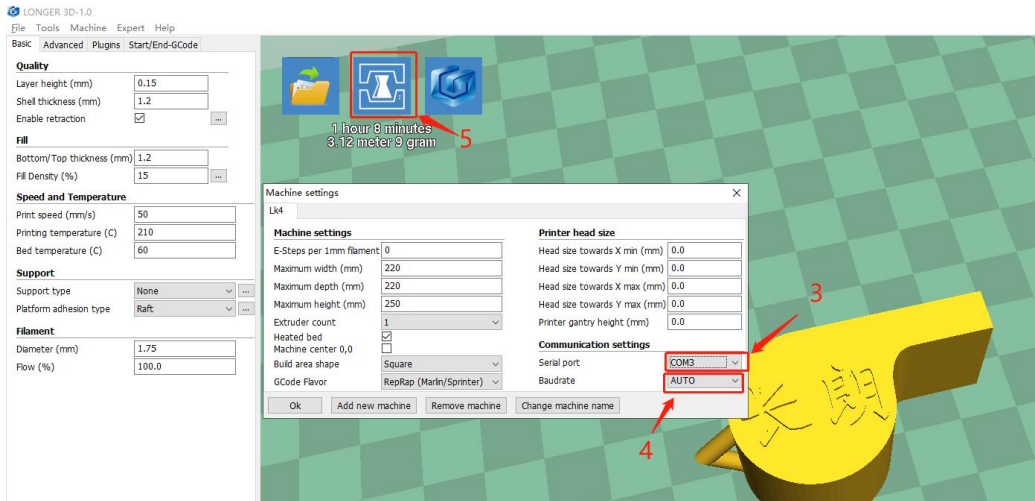 LONGER 3D-1.0
File Tools Machine Expert Help
Basic Advanced Plugins Start/End-GCode
Quality
Layer height (mm) 0.15
Shell thickness (mm) 1.2
Enable retraction ...
Fill
Bottom/Top thickness (mm) 1.2
Fill Density (%) 15 ...
Speed and Temperature
Print speed (mm/s) 50
Printing temperature (C) 210
Bed temperature (C) 60
Support
Support type None ...
Platform adhesion type Raft ...
Filament
Diameter (mm) 1.75
Flow (%) 100.0
1 hour 8 minutes
3.12 meter 9 gram
5
Machine settings
Lk4
Machine settings
E-Steps per 1mm filament 0
Maximum width (mm) 220
Maximum depth (mm) 220
Maximum height (mm) 250
Extruder count 1
Heated bed
Machine center 0,0
Build area shape Square
GCode Flavor RepRap (Marlin/Sprinter)
Printer head size
Head size towards X min (mm) 0.0
Head size towards Y min (mm) 0.0
Head size towards X max (mm) 0.0
Head size towards Y max (mm) 0.0
Printer gantry height (mm) 0.0
Communication settings
Serial port COM3
Baudrate AUTO
Ok Add new machine Remove machine Change machine name
3
4
长朗